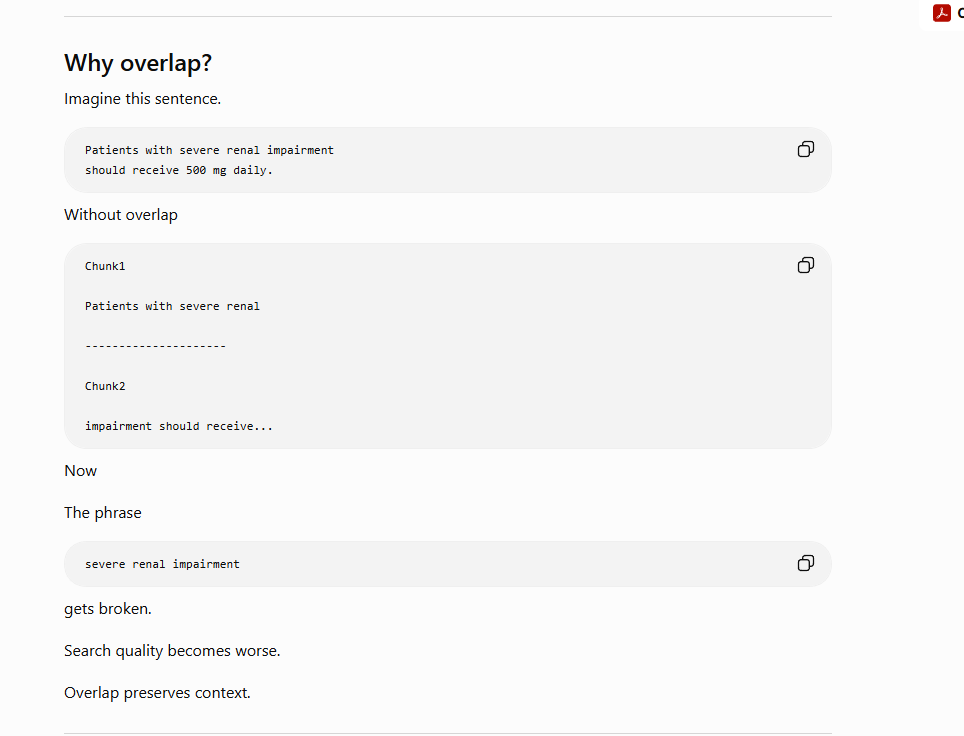 Why overlap?
Imagine this sentence.
Patients with severe renal impairment
should receive 500 mg daily.
Without overlap
Chunk1
Patients with severe renal
---------------------
Chunk2
impairment should receive...
Now
The phrase
severe renal impairment
gets broken.
Search quality becomes worse.
Overlap preserves context.